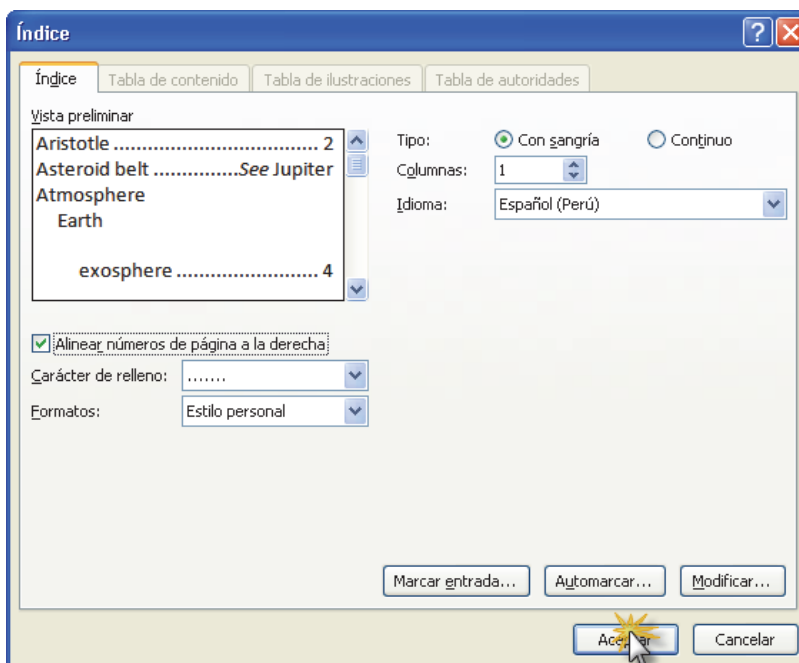 Índice
Índice Tabla de contenido Tabla de ilustraciones Tabla de autoridades
Vista preliminar
Aristotle ................................... 2
Asteroid belt ...............See Jupiter
Atmosphere
Earth
exosphere ........................ 4
Tipo: Con sangría Continuo
Columnas: 1
Idioma: Español (Perú)
Alinear números de página a la derecha
Carácter de relleno: .......
Formatos: Estilo personal
Marcar entrada... Automarcar... Modificar...
Aceptar Cancelar